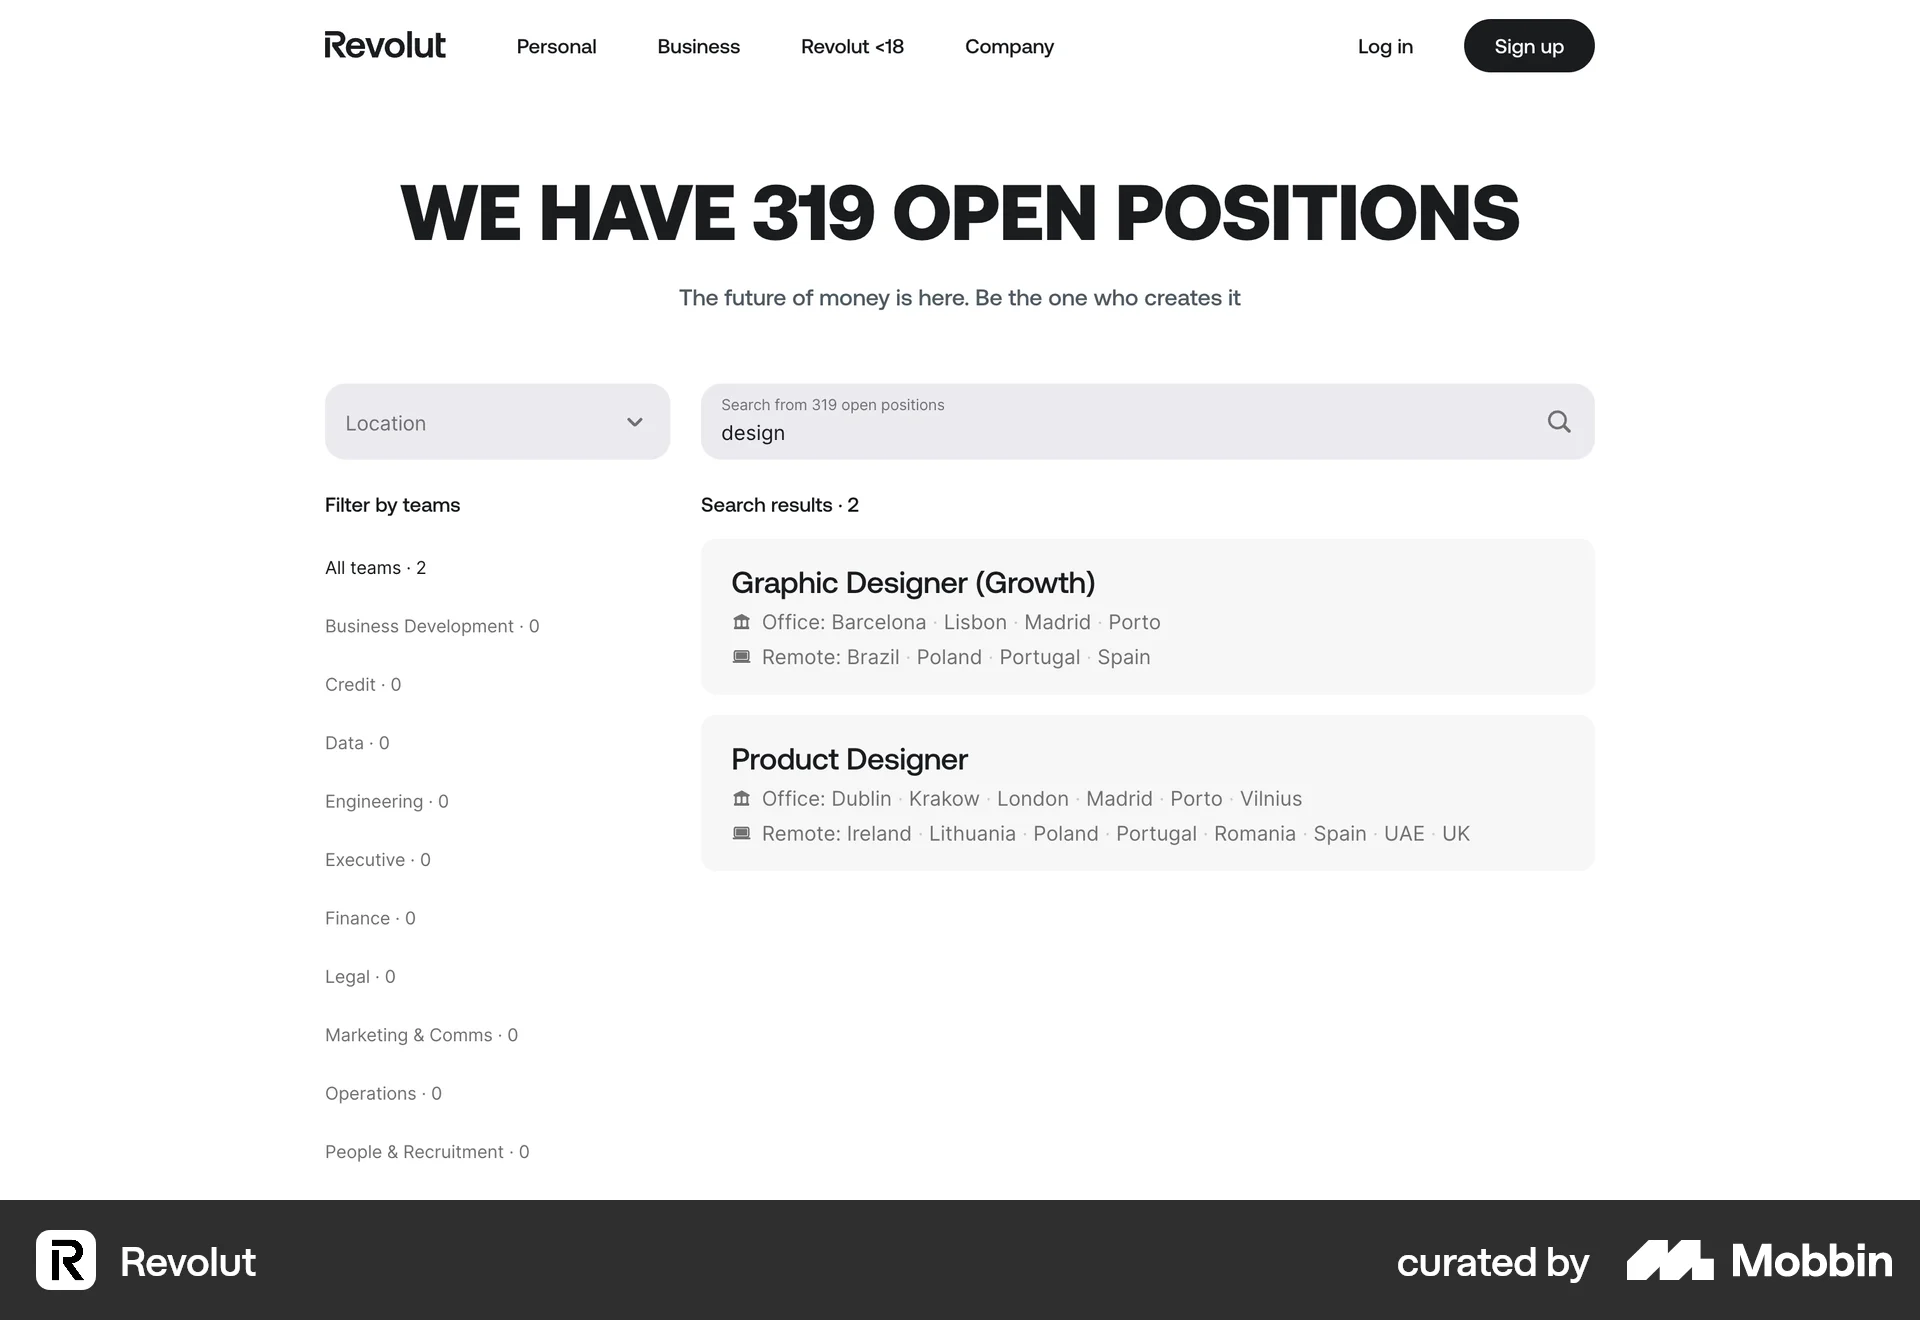 Revolut
Personal
Business
Revolut <18
Company
Log in
Sign up
WE HAVE 319 OPEN POSITIONS
The future of money is here. Be the one who creates it
Location
Search from 319 open positions
design
Filter by teams
All teams · 2
Business Development · 0
Credit · 0
Data · 0
Engineering · 0
Executive · 0
Finance · 0
Legal · 0
Marketing & Comms · 0
Operations · 0
People & Recruitment · 0
Search results · 2
Graphic Designer (Growth)
Office: Barcelona · Lisbon · Madrid · Porto
Remote: Brazil · Poland · Portugal · Spain
Product Designer
Office: Dublin · Krakow · London · Madrid · Porto · Vilnius
Remote: Ireland · Lithuania · Poland · Portugal · Romania · Spain · UAE · UK
R Revolut
curated by Mobbin